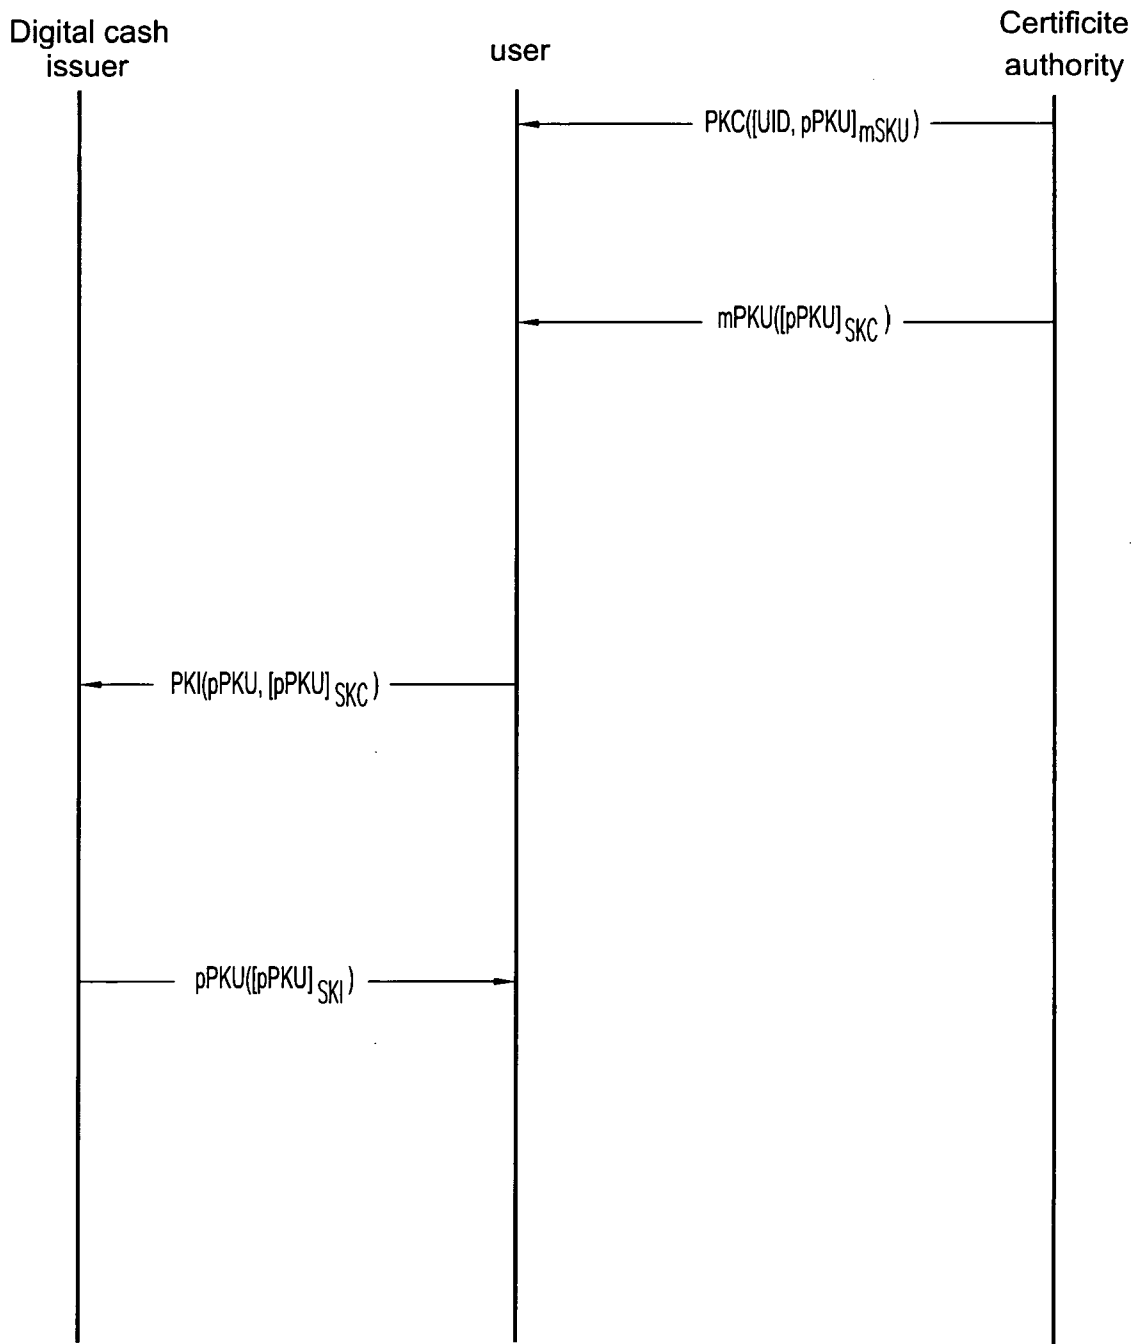 Digital cash
issuer
user
Certificite
authority
PKC([UID, pPKU]mSKU)
mPKU([pPKU]SKC)
PKI(pPKU, [pPKU]SKC)
pPKU([pPKU]SKI)